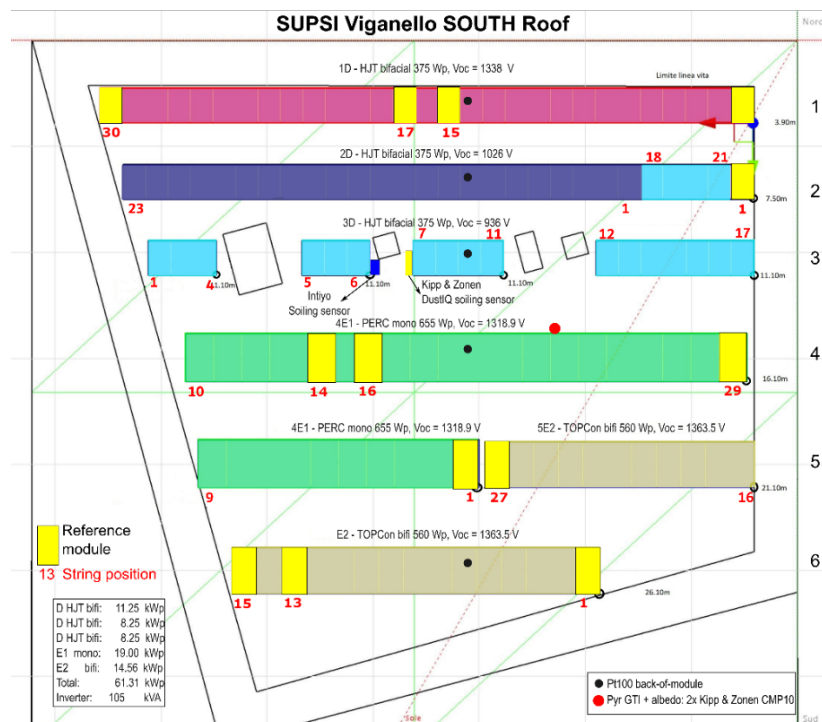 SUPSI Viganello SOUTH Roof
Nord
1D - HJT bifacial 375 Wp, Voc = 1338 V
Limite linea vita
1
30
17
15
3.90m
2D - HJT bifacial 375 Wp, Voc = 1026 V
18
21
2
23
1
1
7.50m
3D - HJT bifacial 375 Wp, Voc = 936 V
7
11
12
17
3
1
4
11.10m
5
6
11.10m
11.10m
11.10m
Intiyo
Soiling sensor
Kipp & Zonen
DustIQ soiling sensor
4E1 - PERC mono 655 Wp, Voc = 1318.9 V
4
10
14
16
29
16.10m
4E1 - PERC mono 655 Wp, Voc = 1318.9 V
5E2 - TOPCon bifi 560 Wp, Voc = 1363.5 V
5
9
1
27
16
21.10m
E2 - TOPCon bifi 560 Wp, Voc = 1363.5 V
6
15
13
1
26.10m
Reference
module
13 String position
D HJT bifi: 11.25 kWp
D HJT bifi: 8.25 kWp
D HJT bifi: 8.25 kWp
E1 mono: 19.00 kWp
E2 bifi: 14.56 kWp
Total: 61.31 kWp
Inverter: 105 kVA
Pt100 back-of-module
Pyr GTI + albedo: 2x Kipp & Zonen CMP10
Sole
Sud